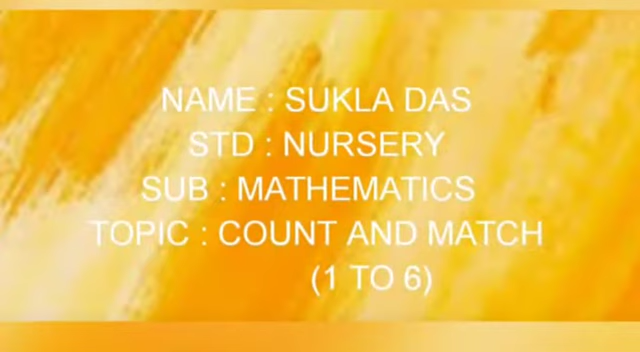 NAME : SUKLA DAS
STD : NURSERY
SUB : MATHEMATICS
TOPIC : COUNT AND MATCH
(1 TO 6)